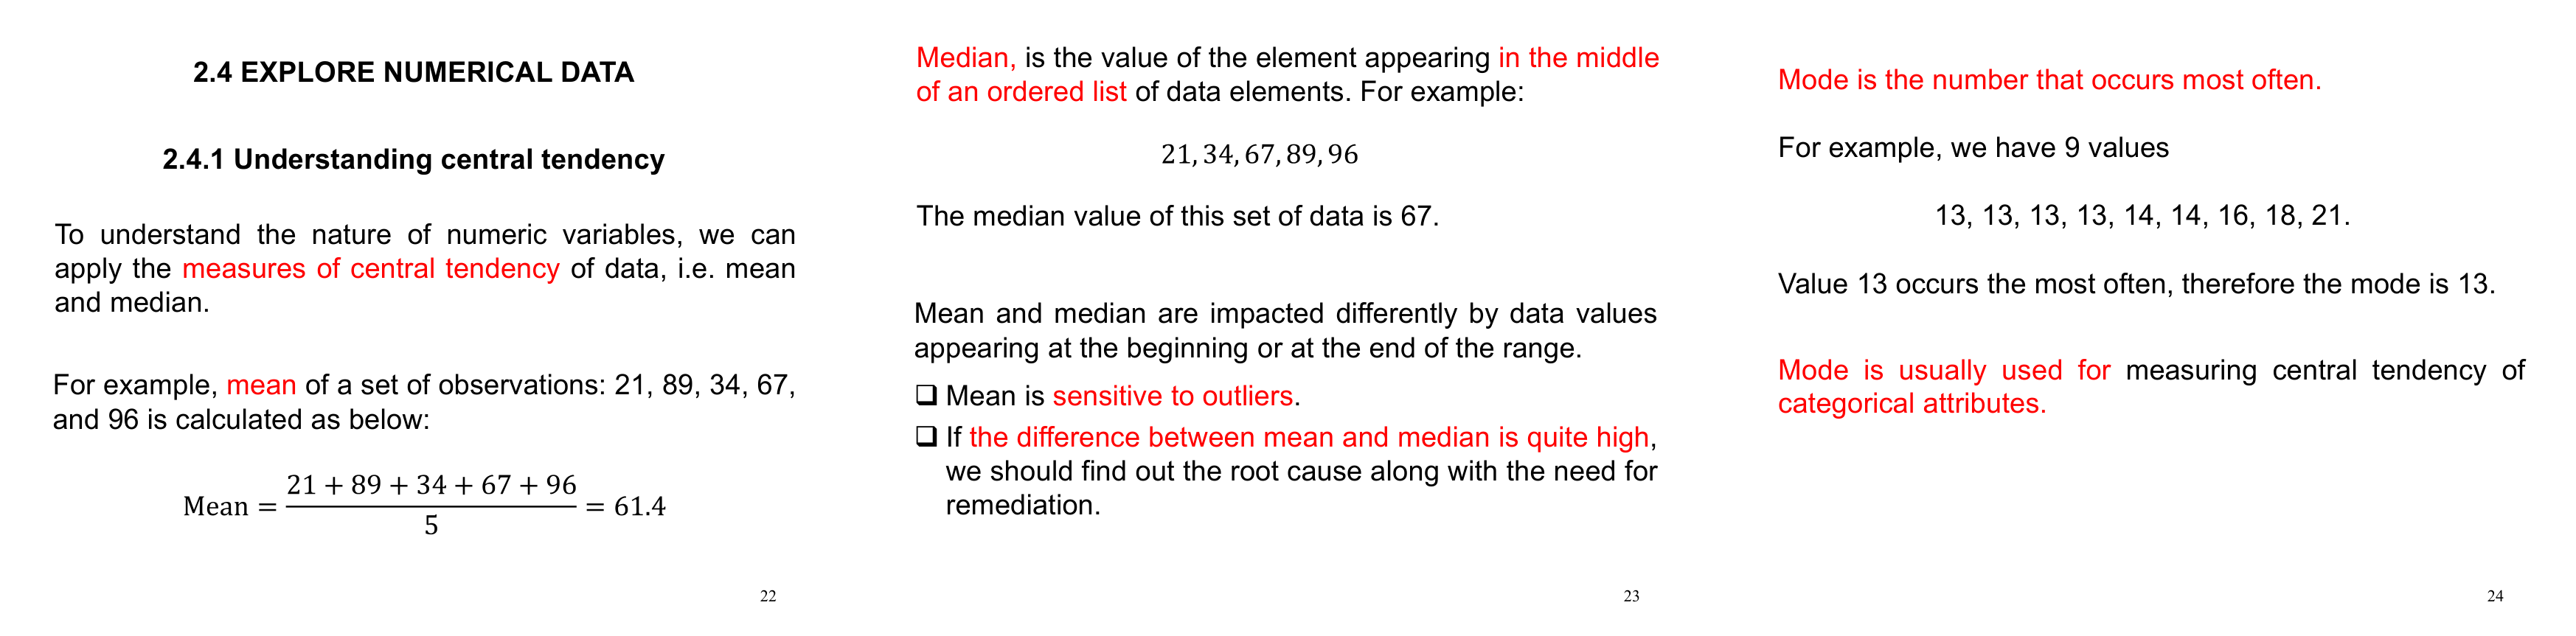 2.4 EXPLORE NUMERICAL DATA
2.4.1 Understanding central tendency
To understand the nature of numeric variables, we can
apply the measures of central tendency of data, i.e. mean
and median.
For example, mean of a set of observations: 21, 89, 34, 67,
and 96 is calculated as below:
Mean = \frac{21 + 89 + 34 + 67 + 96}{5} = 61.4
22
Median, is the value of the element appearing in the middle
of an ordered list of data elements. For example:
21, 34, 67, 89, 96
The median value of this set of data is 67.
Mean and median are impacted differently by data values
appearing at the beginning or at the end of the range.
❑ Mean is sensitive to outliers.
❑ If the difference between mean and median is quite high,
we should find out the root cause along with the need for
remediation.
23
Mode is the number that occurs most often.
For example, we have 9 values
13, 13, 13, 13, 14, 14, 16, 18, 21.
Value 13 occurs the most often, therefore the mode is 13.
Mode is usually used for measuring central tendency of
categorical attributes.
24